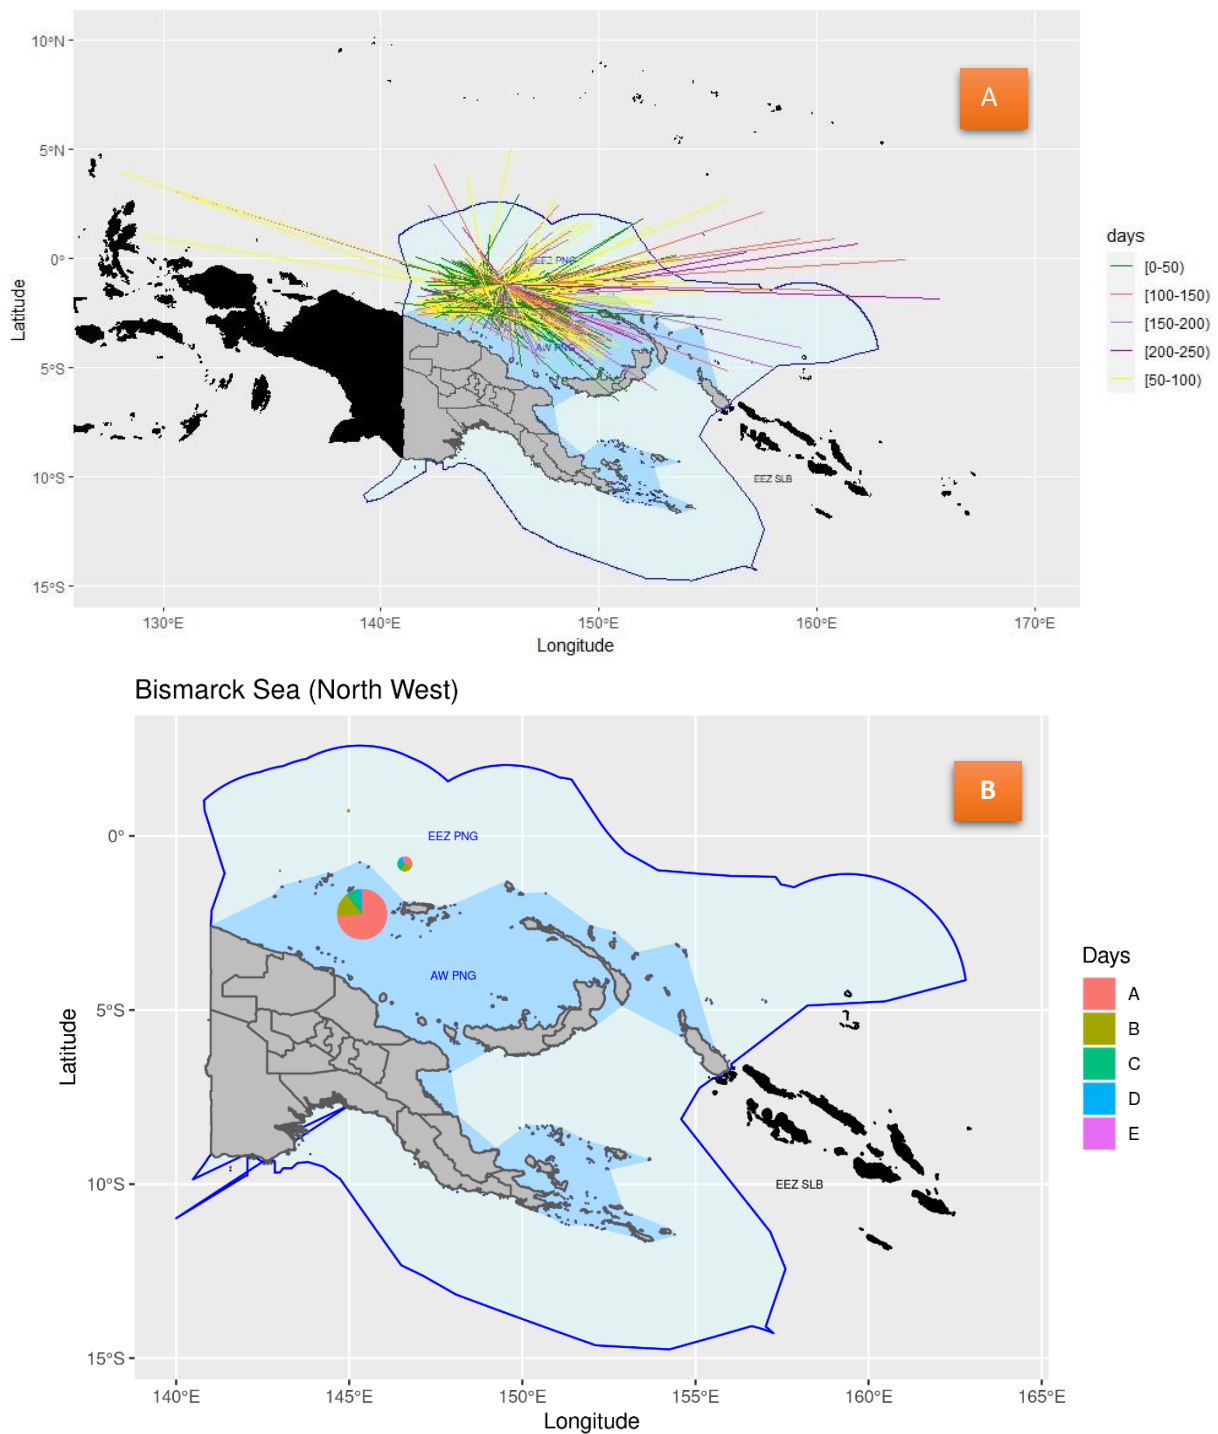 10°N
5°N
0°
5°S
10°S
15°S
Latitude
A
EEZ PNG
AW PNG
EEZ SLB
130°E 140°E 150°E 160°E 170°E
Longitude
days
[0-50)
[100-150)
[150-200)
[200-250)
[50-100)
Bismarck Sea (North West)
B
0°
5°S
10°S
15°S
Latitude
EEZ PNG
AW PNG
EEZ SLB
140°E 145°E 150°E 155°E 160°E 165°E
Longitude
Days
A
B
C
D
E